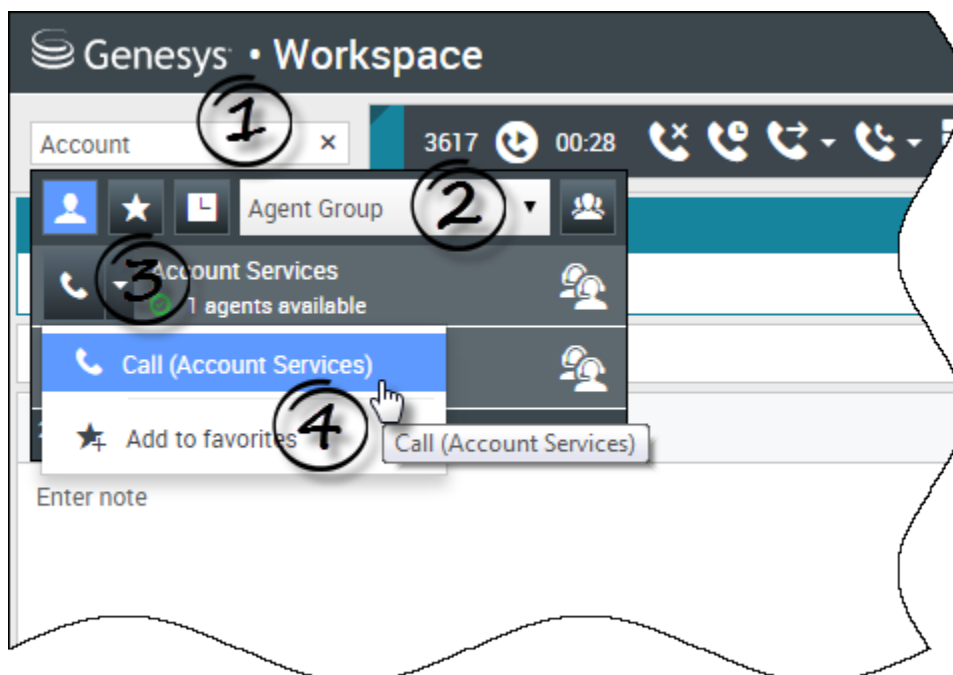 Genesys • Workspace
1
Account ×
3617 00:28
Agent Group 2
3 Account Services
1 agents available
Call (Account Services)
Add to favorites 4
Call (Account Services)
Enter note